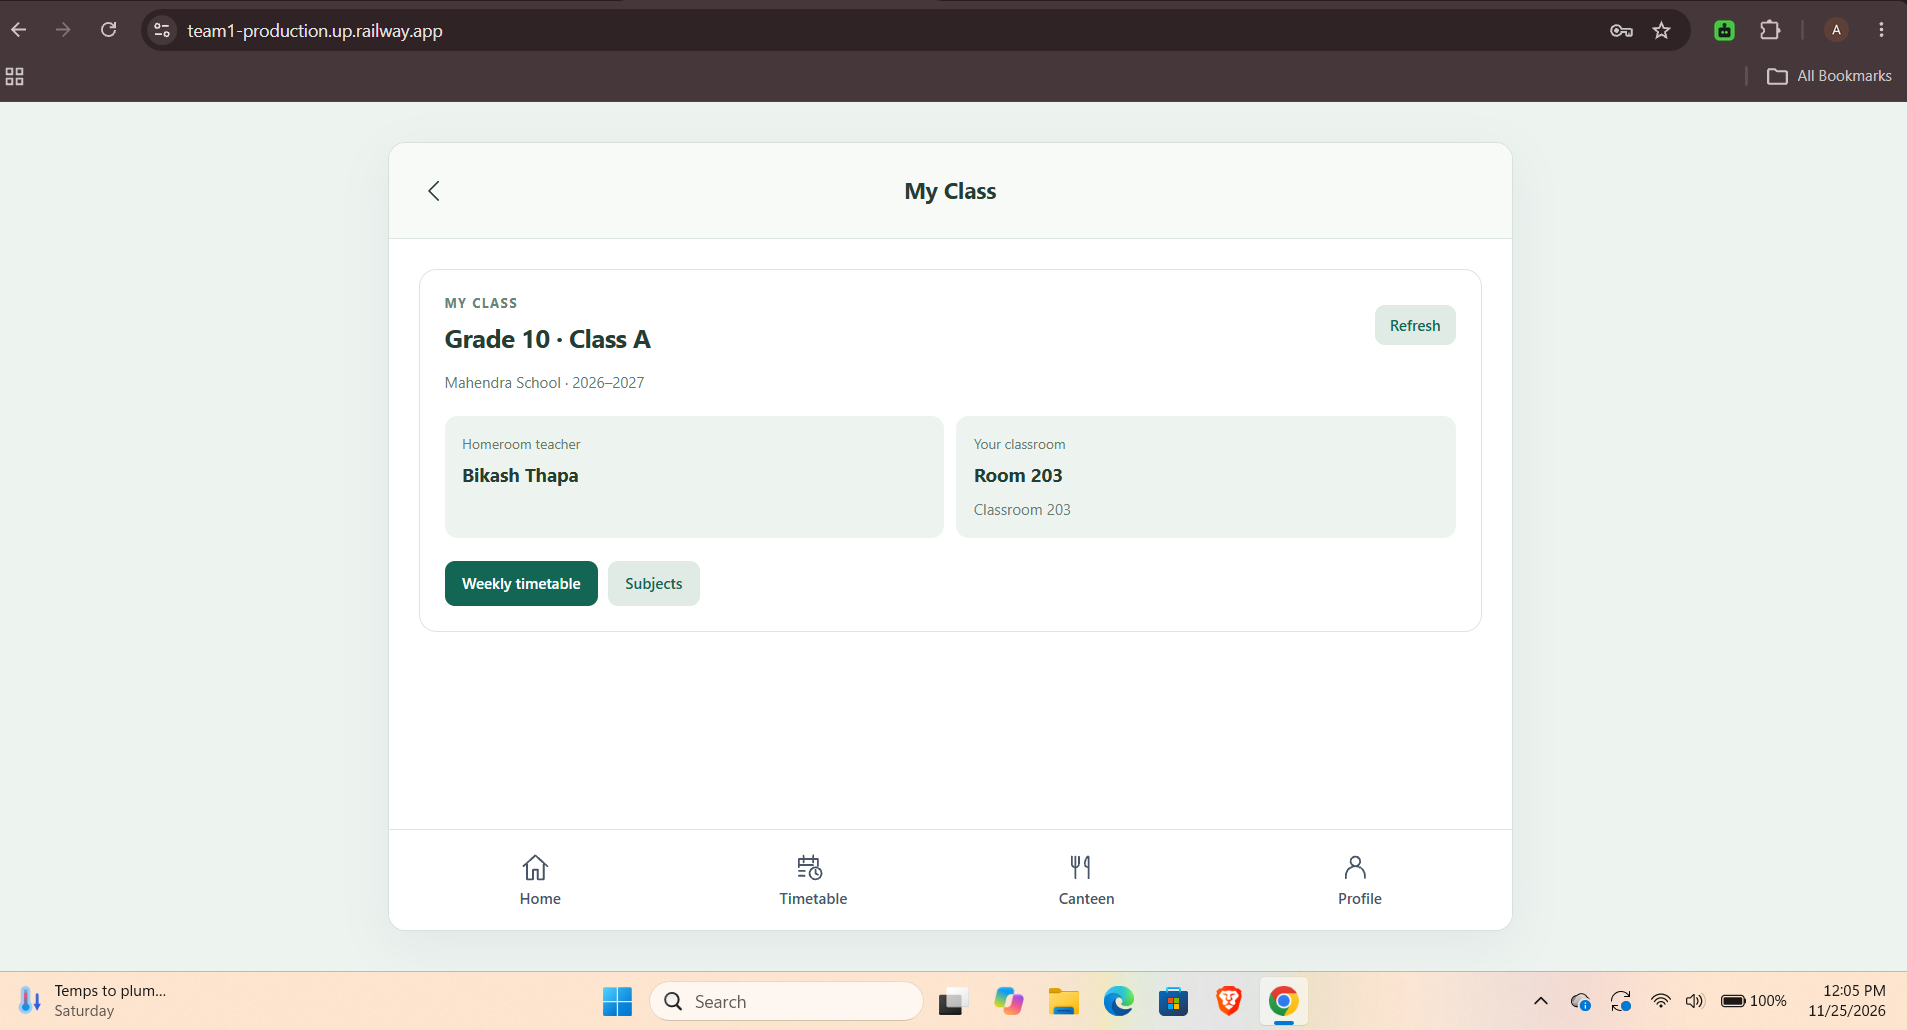 team1-production.up.railway.app
A
All Bookmarks
My Class
MY CLASS
Grade 10 · Class A
Refresh
Mahendra School · 2026–2027
Homeroom teacher
Bikash Thapa
Your classroom
Room 203
Classroom 203
Weekly timetable
Subjects
Home
Timetable
Canteen
Profile
Temps to plum...
Saturday
Search
100%
12:05 PM
11/25/2026